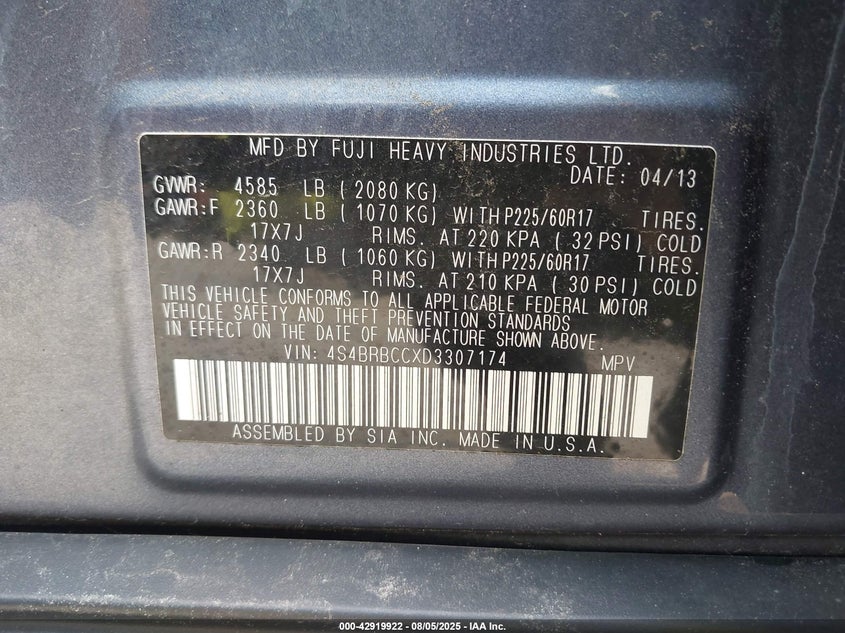 MFD BY FUJI HEAVY INDUSTRIES LTD.
DATE: 04/13
GVWR: 4585 LB ( 2080 KG)
GAWR:F 2360 LB ( 1070 KG) WITH P225/60R17 TIRES.
17X7J RIMS. AT 220 KPA ( 32 PSI) COLD
GAWR:R 2340 LB ( 1060 KG) WITH P225/60R17 TIRES.
17X7J RIMS. AT 210 KPA ( 30 PSI) COLD
THIS VEHICLE CONFORMS TO ALL APPLICABLE FEDERAL MOTOR
VEHICLE SAFETY AND THEFT PREVENTION STANDARDS
IN EFFECT ON THE DATE OF MANUFACTURE SHOWN ABOVE.
VIN: 4S4BRBCCXD3307174 MPV
ASSEMBLED BY SIA INC. MADE IN U.S.A.
000-42919922 - 08/05/2025 - IAA Inc.